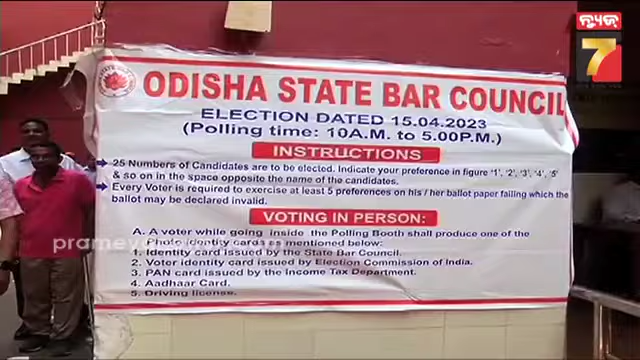 ନ୍ୟୁଜ୍
7
ODISHA STATE BAR COUNCIL
ELECTION DATED 15.04.2023
(Polling time: 10A.M. to 5.00P.M.)
INSTRUCTIONS
25 Numbers of Candidates are to be elected. Indicate your preference in figure '1', '2', '3', '4', '5'
& so on in the space opposite the name of the candidates.
Every Voter is required to exercise at least 5 preferences on his / her ballot paper failing which the
ballot may be declared invalid.
VOTING IN PERSON:
A. A voter while going inside the Polling Booth shall produce one of the
Photo identity card as mentioned below:
1. Identity card issued by the State Bar Council.
2. Voter identity card issued by Election Commission of India.
3. PAN card issued by the Income Tax Department.
4. Aadhaar Card.
5. Driving license.